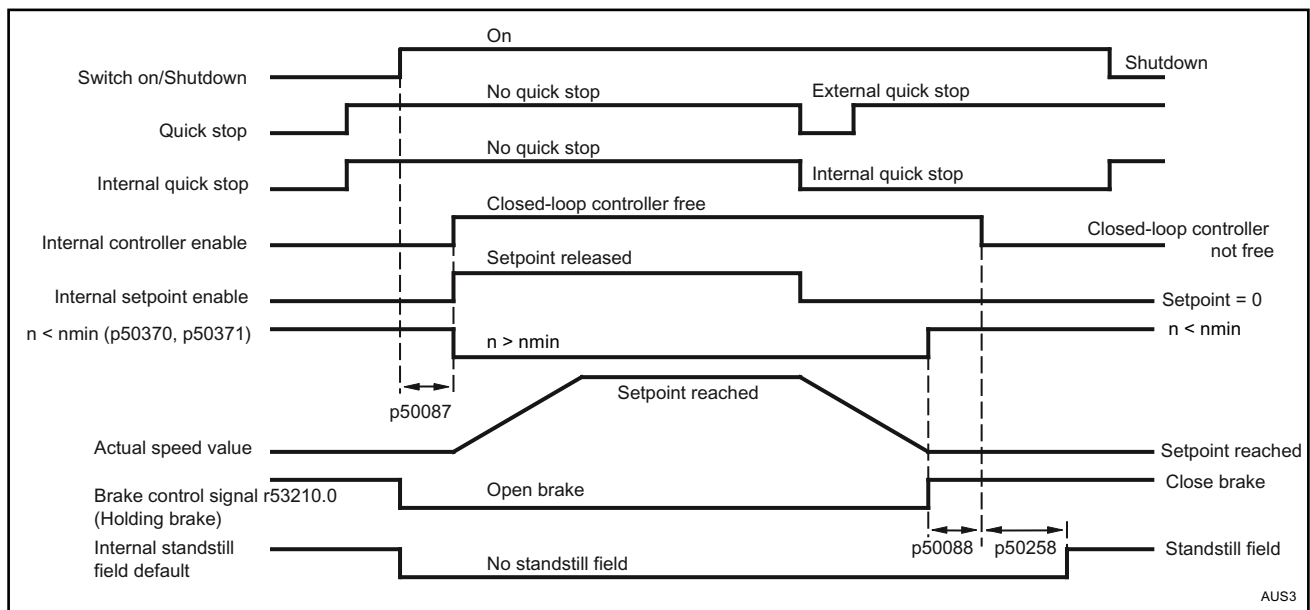 On
Switch on/Shutdown
Shutdown
No quick stop
External quick stop
Quick stop
No quick stop
Internal quick stop
Internal quick stop
Closed-loop controller free
Internal controller enable
Closed-loop controller
not free
Setpoint released
Internal setpoint enable
Setpoint = 0
n < nmin (p50370, p50371)
n > nmin
n < nmin
p50087
Setpoint reached
Actual speed value
Setpoint reached
Brake control signal r53210.0
(Holding brake)
Open brake
Close brake
p50088
p50258
Internal standstill
field default
No standstill field
Standstill field
AUS3